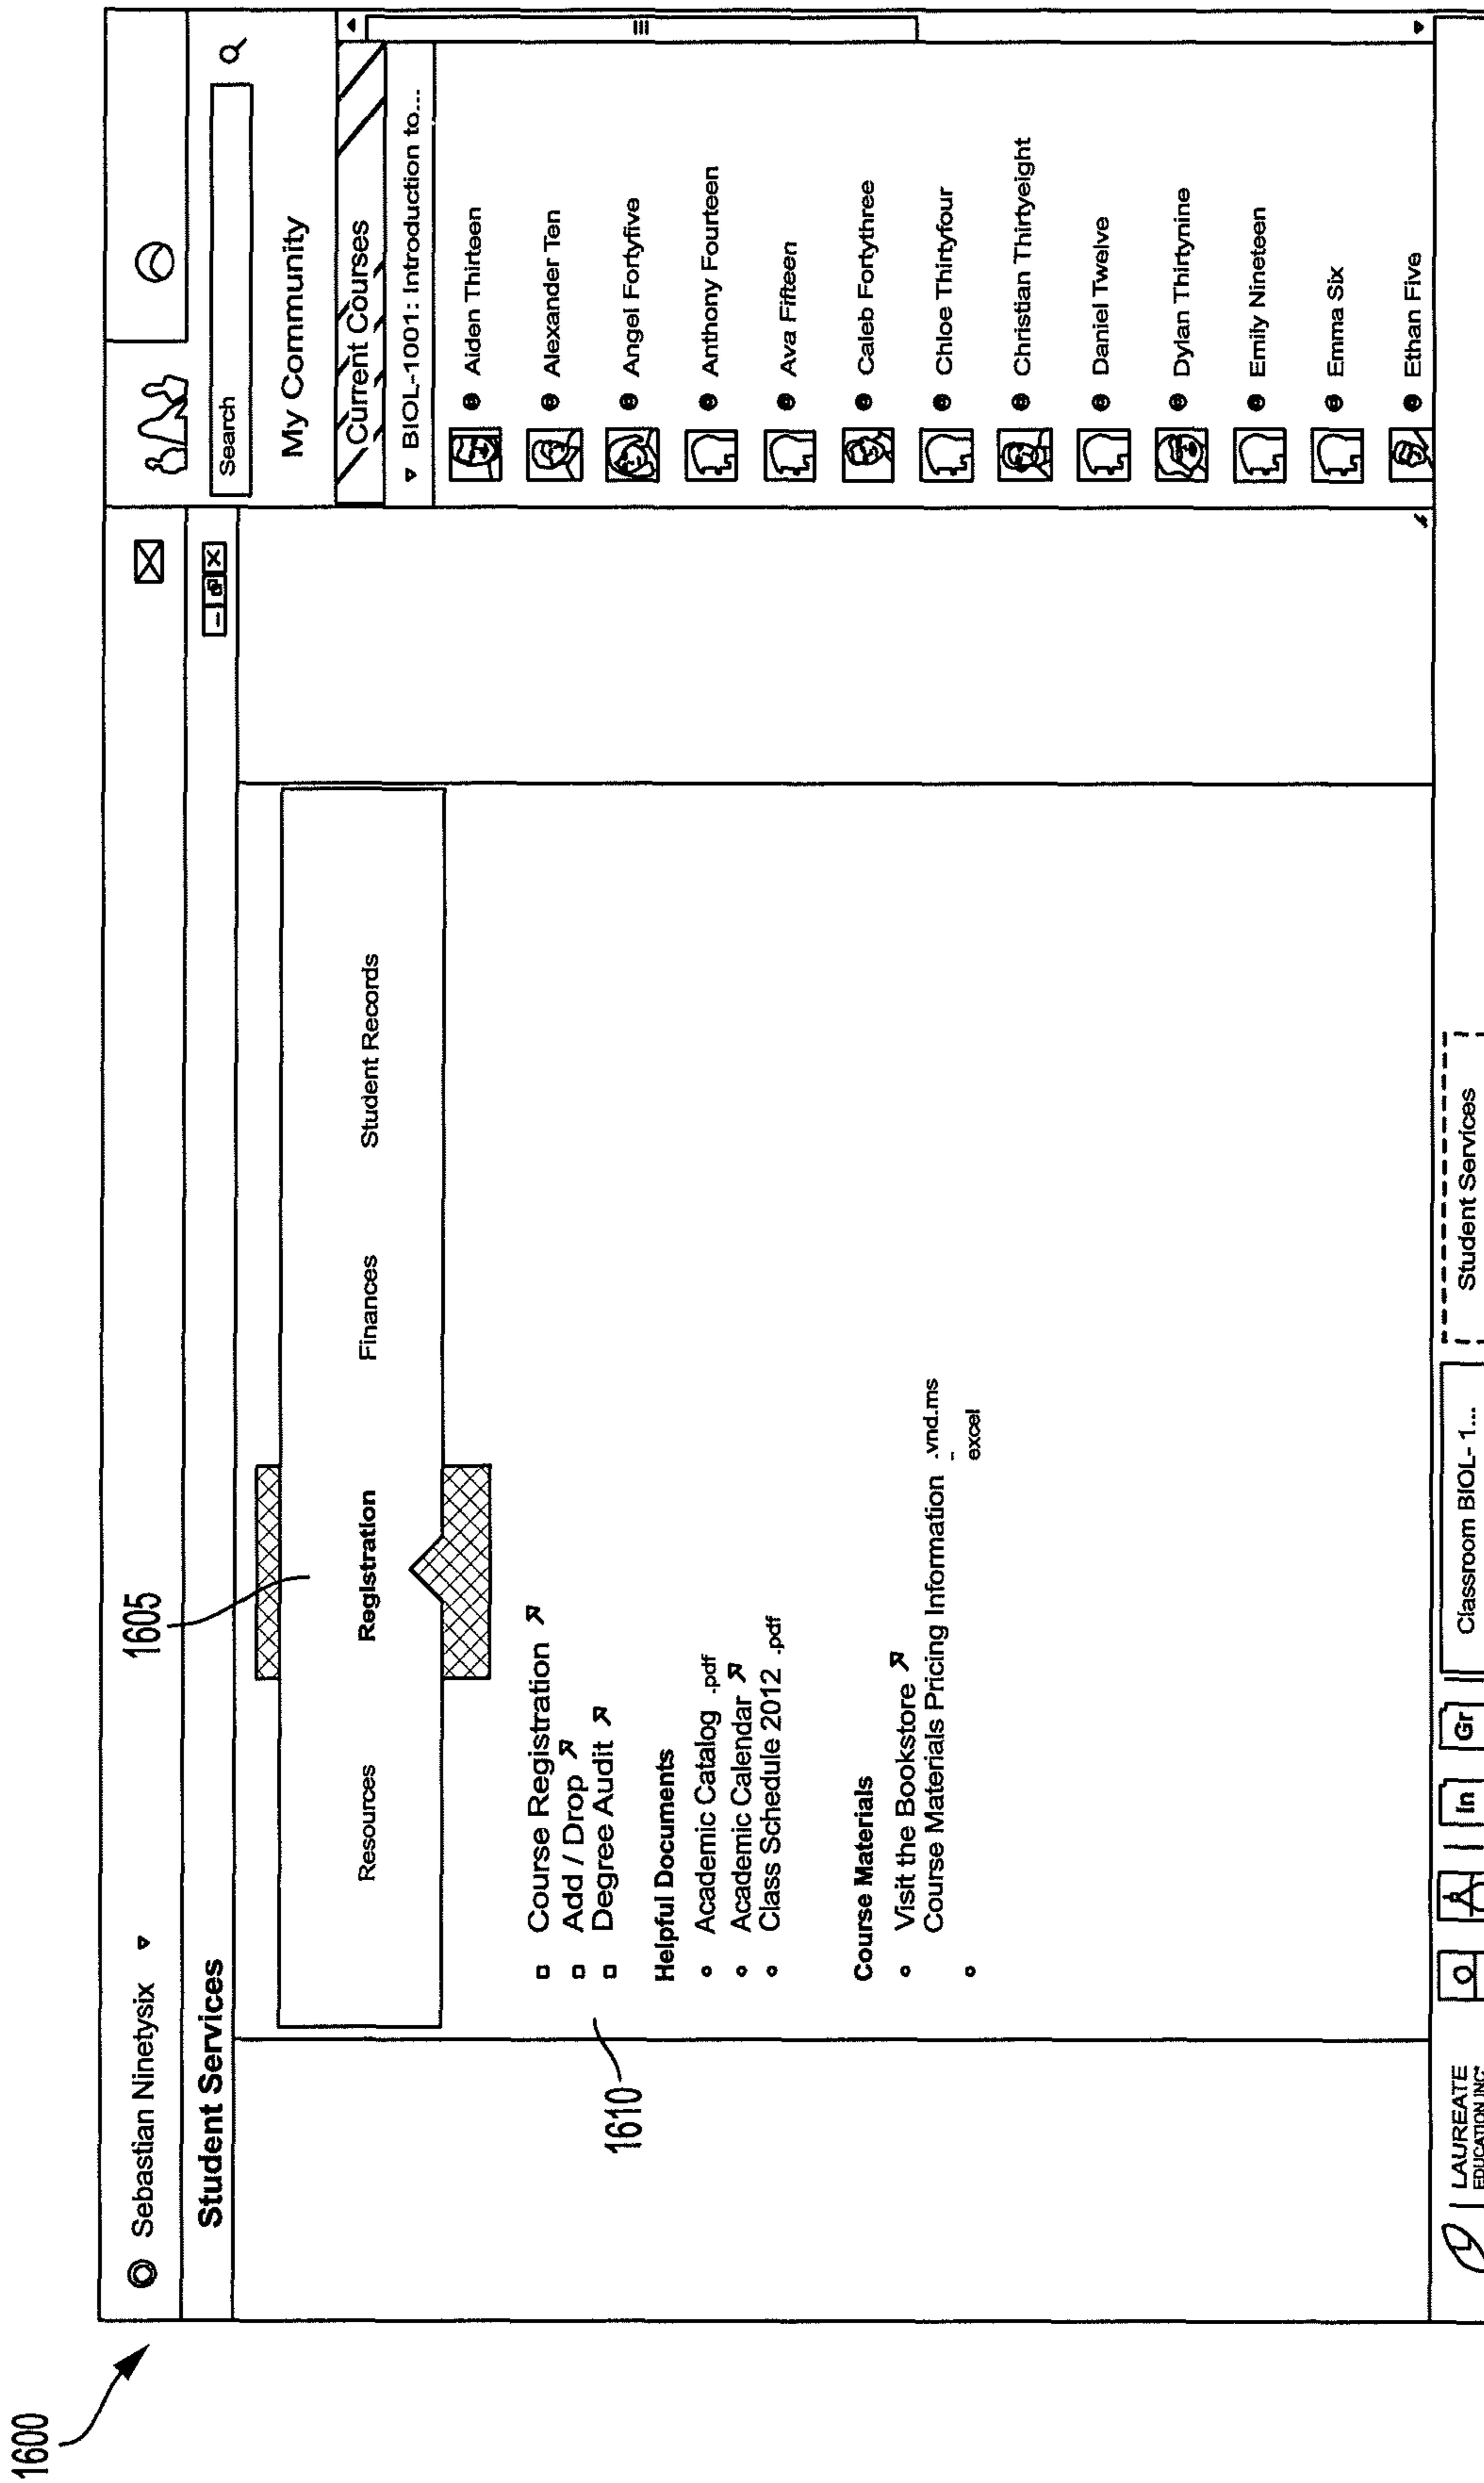 1600
Sebastian Ninetysix
Student Services
Search
My Community
Current Courses
BIOL-1001: Introduction to...
Aiden Thirteen
Alexander Ten
Angel Fortyfive
Anthony Fourteen
Ava Fifteen
Caleb Fortythree
Chloe Thirtyfour
Christian Thirtyeight
Daniel Twelve
Dylan Thirtynine
Emily Nineteen
Emma Six
Ethan Five
1605
Resources
Registration
Finances
Student Records
1610
Course Registration
Add / Drop
Degree Audit
Helpful Documents
Academic Catalog .pdf
Academic Calendar
Class Schedule 2012 .pdf
Course Materials
Visit the Bookstore
Course Materials Pricing Information .vnd.ms
-
excel
LAUREATE
EDUCATION INC
In
Gr
Classroom BIOL- 1...
Student Services